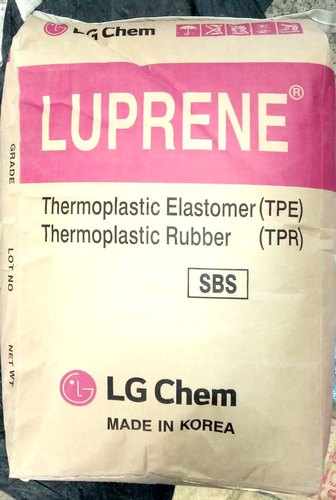 LG Chem
LUPRENE®
Thermoplastic Elastomer (TPE)
Thermoplastic Rubber (TPR)
SBS
LG Chem
MADE IN KOREA
GRADE
LOT NO
NET WT